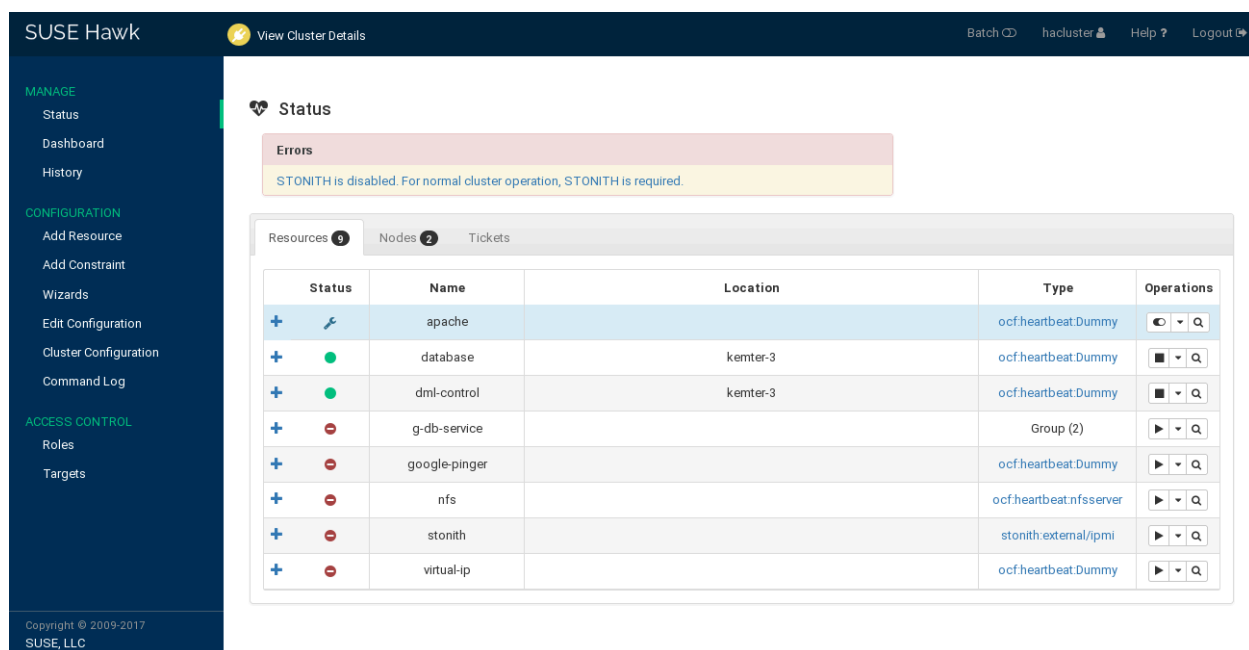 SUSE Hawk
View Cluster Details
Batch hacluster Help ? Logout
MANAGE
Status
Dashboard
History
CONFIGURATION
Add Resource
Add Constraint
Wizards
Edit Configuration
Cluster Configuration
Command Log
ACCESS CONTROL
Roles
Targets
Copyright © 2009-2017
SUSE, LLC
Status
Errors
STONITH is disabled. For normal cluster operation, STONITH is required.
Resources 9 Nodes 2 Tickets
Status Name Location Type Operations
apache ocf:heartbeat:Dummy
database kemter-3 ocf:heartbeat:Dummy
dml-control kemter-3 ocf:heartbeat:Dummy
g-db-service Group (2)
google-pinger ocf:heartbeat:Dummy
nfs ocf:heartbeat:nfsserver
stonith stonith:external/ipmi
virtual-ip ocf:heartbeat:Dummy